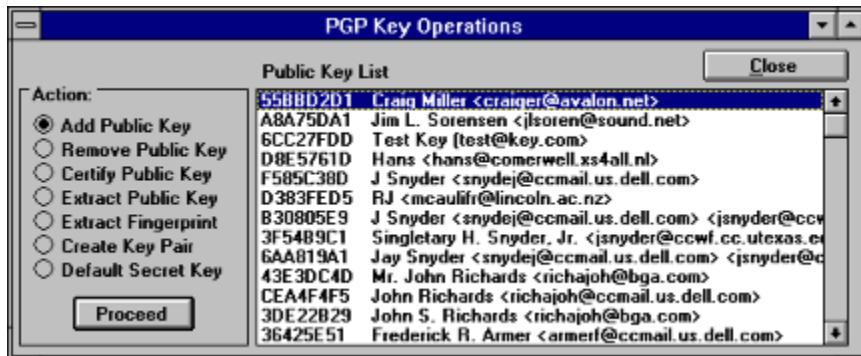 PGP Key Operations
Public Key List
Close
Action:
Add Public Key
Remove Public Key
Certify Public Key
Extract Public Key
Extract Fingerprint
Create Key Pair
Default Secret Key
Proceed
55BBD2D1 Craig Miller <craiger@avalon.net>
A8A75DA1 Jim L. Sorensen <jlsoren@sound.net>
6CC27FDD Test Key (test@key.com>
D8E5761D Hans <hans@comerwell.xs4all.nl>
F585C38D J Snyder <snydej@ccmail.us.dell.com>
D383FED5 RJ <mcaulifr@lincoln.ac.nz>
B30805E9 J Snyder <snydej@ccmail.us.dell.com> <jsnyder@ccw
3F54B9C1 Singletary H. Snyder, Jr. <jsnyder@ccwf.cc.utexas.e
6AA819A1 Jay Snyder <snydej@ccmail.us.dell.com> <jsnyder@c
43E3DC4D Mr. John Richards <richajoh@bga.com>
CEA4F4F5 John Richards <richajoh@ccmail.us.dell.com>
3DE22B29 John S. Richards <richajoh@bga.com>
36425E51 Frederick R. Armer <armerf@ccmail.us.dell.com>